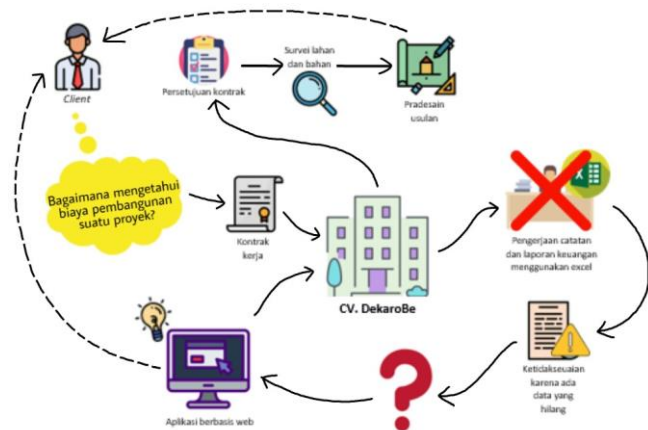 Client
Persetujuan kontrak
Survei lahan
dan bahan
Pradesain
usulan
Bagaimana mengetahui
biaya pembangunan
suatu proyek?
Kontrak
kerja
CV. DekaroBe
Pengerjaan catatan
dan laporan keuangan
menggunakan excel
Aplikasi berbasis web
?
Ketidakseuaian
karena ada
data yang
hilang